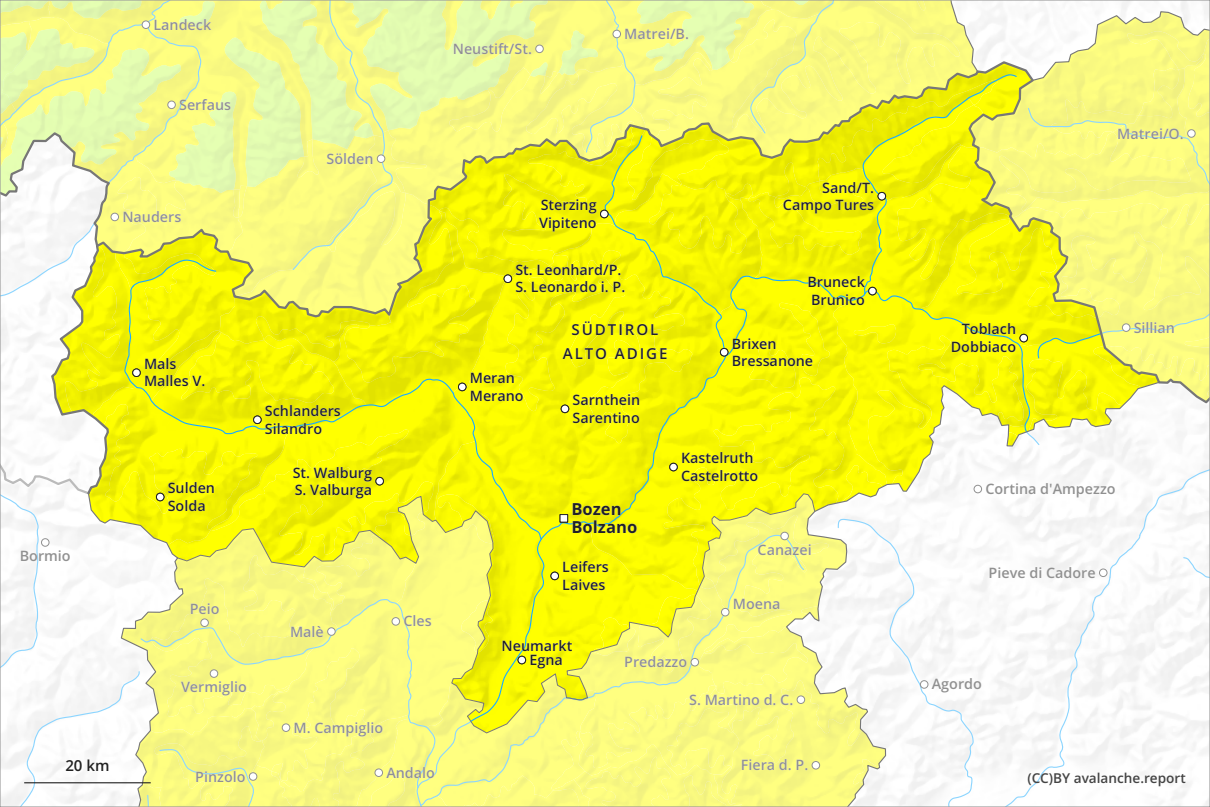 Landeck
Neustift/St.
Matrei/B.
Serfaus
Matrei/O.
Sölden
Sand/T.
Campo Tures
Sterzing
Vipiteno
Nauders
St. Leonhard/P.
S. Leonardo i. P.
Bruneck
Brunico
SÜDTIROL
ALTO ADIGE
Toblach
Dobbiaco
Sillian
Brixen
Bressanone
Mals
Malles V.
Meran
Merano
Sarnthein
Sarentino
Schlanders
Silandro
Kastelruth
Castelrotto
St. Walburg
S. Valburga
Sulden
Solda
Cortina d'Ampezzo
Bozen
Bolzano
Bormio
Canazei
Leifers
Laives
Pieve di Cadore
Peio
Moena
Malè
Cles
Neumarkt
Egna
Predazzo
Vermiglio
Agordo
S. Martino d. C.
M. Campiglio
20 km
Pinzolo
Andalo
Fiera d. P.
(CC)BY avalanche.report